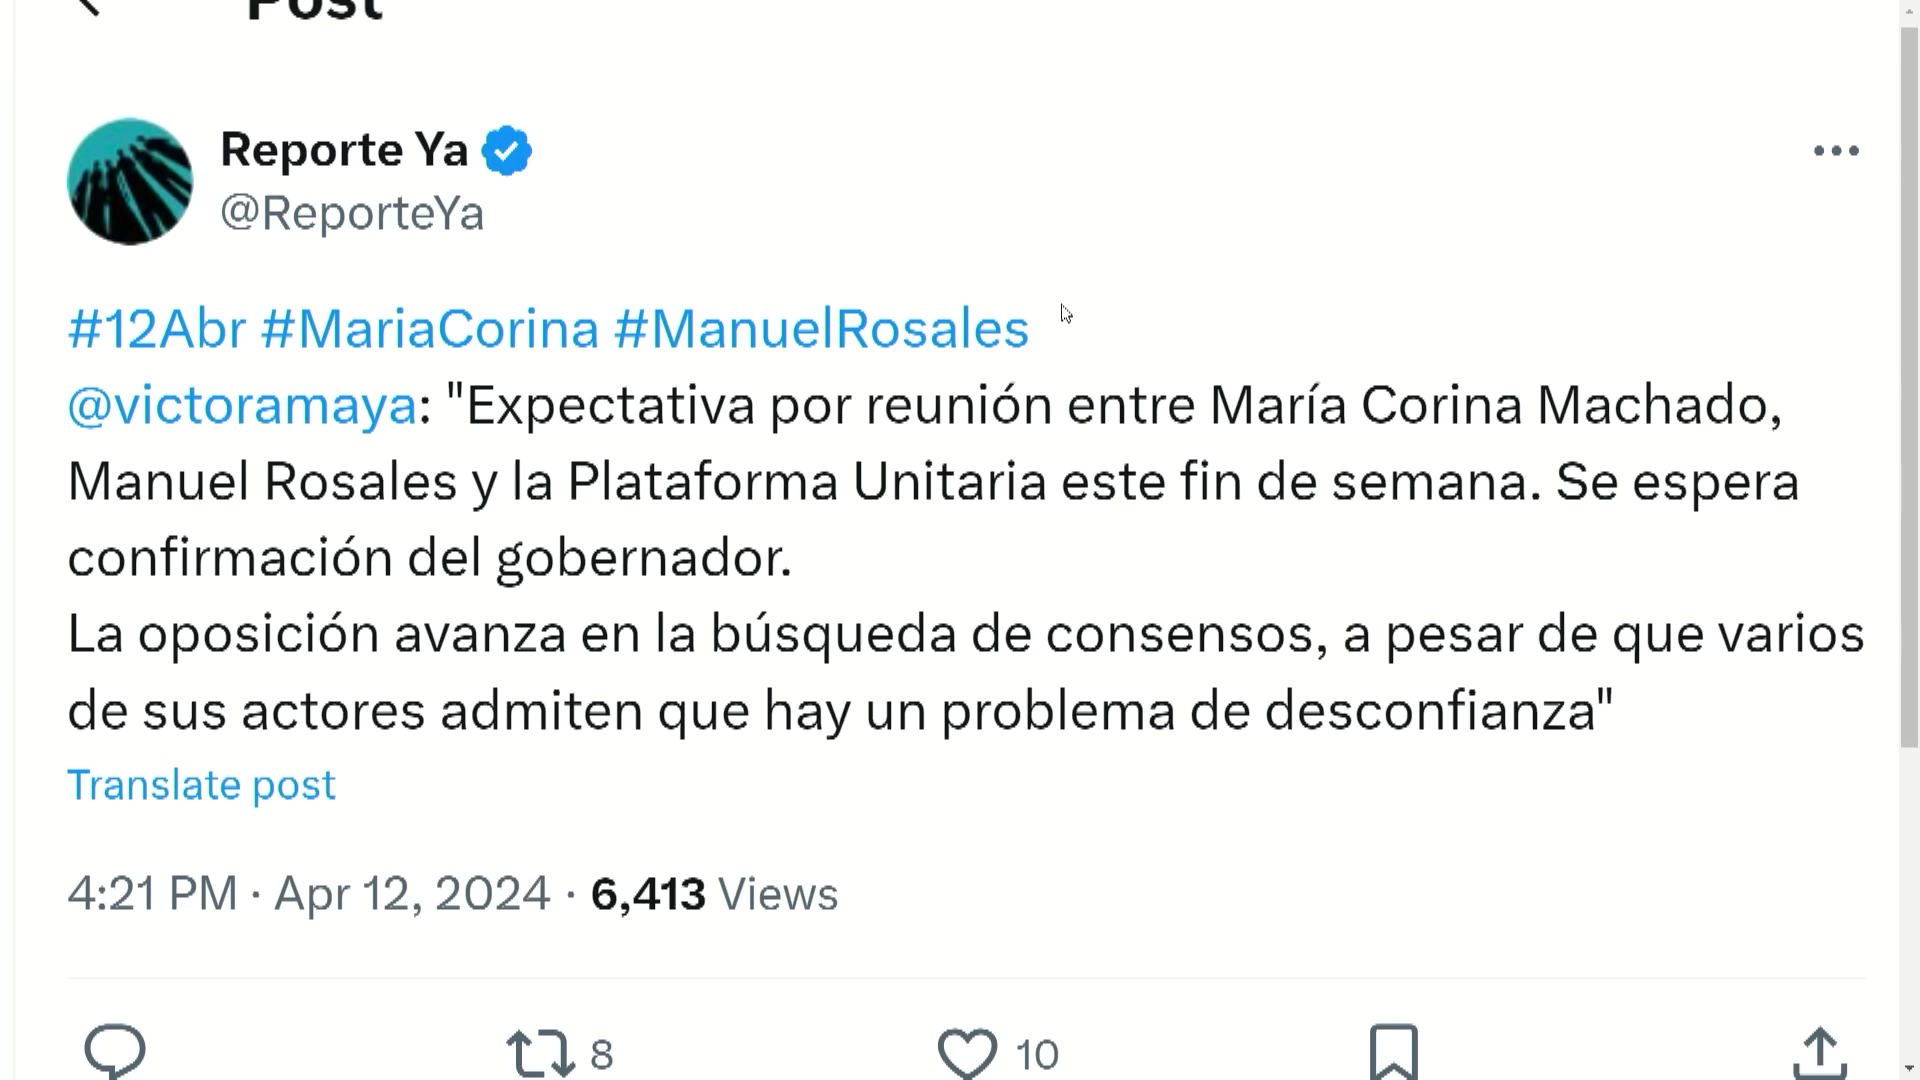 Post
Reporte Ya
@ReporteYa
#12Abr #MariaCorina #ManuelRosales
@victoramaya: "Expectativa por reunión entre María Corina Machado,
Manuel Rosales y la Plataforma Unitaria este fin de semana. Se espera
confirmación del gobernador.
La oposición avanza en la búsqueda de consensos, a pesar de que varios
de sus actores admiten que hay un problema de desconfianza"
Translate post
4:21 PM · Apr 12, 2024 · 6,413 Views
8 10